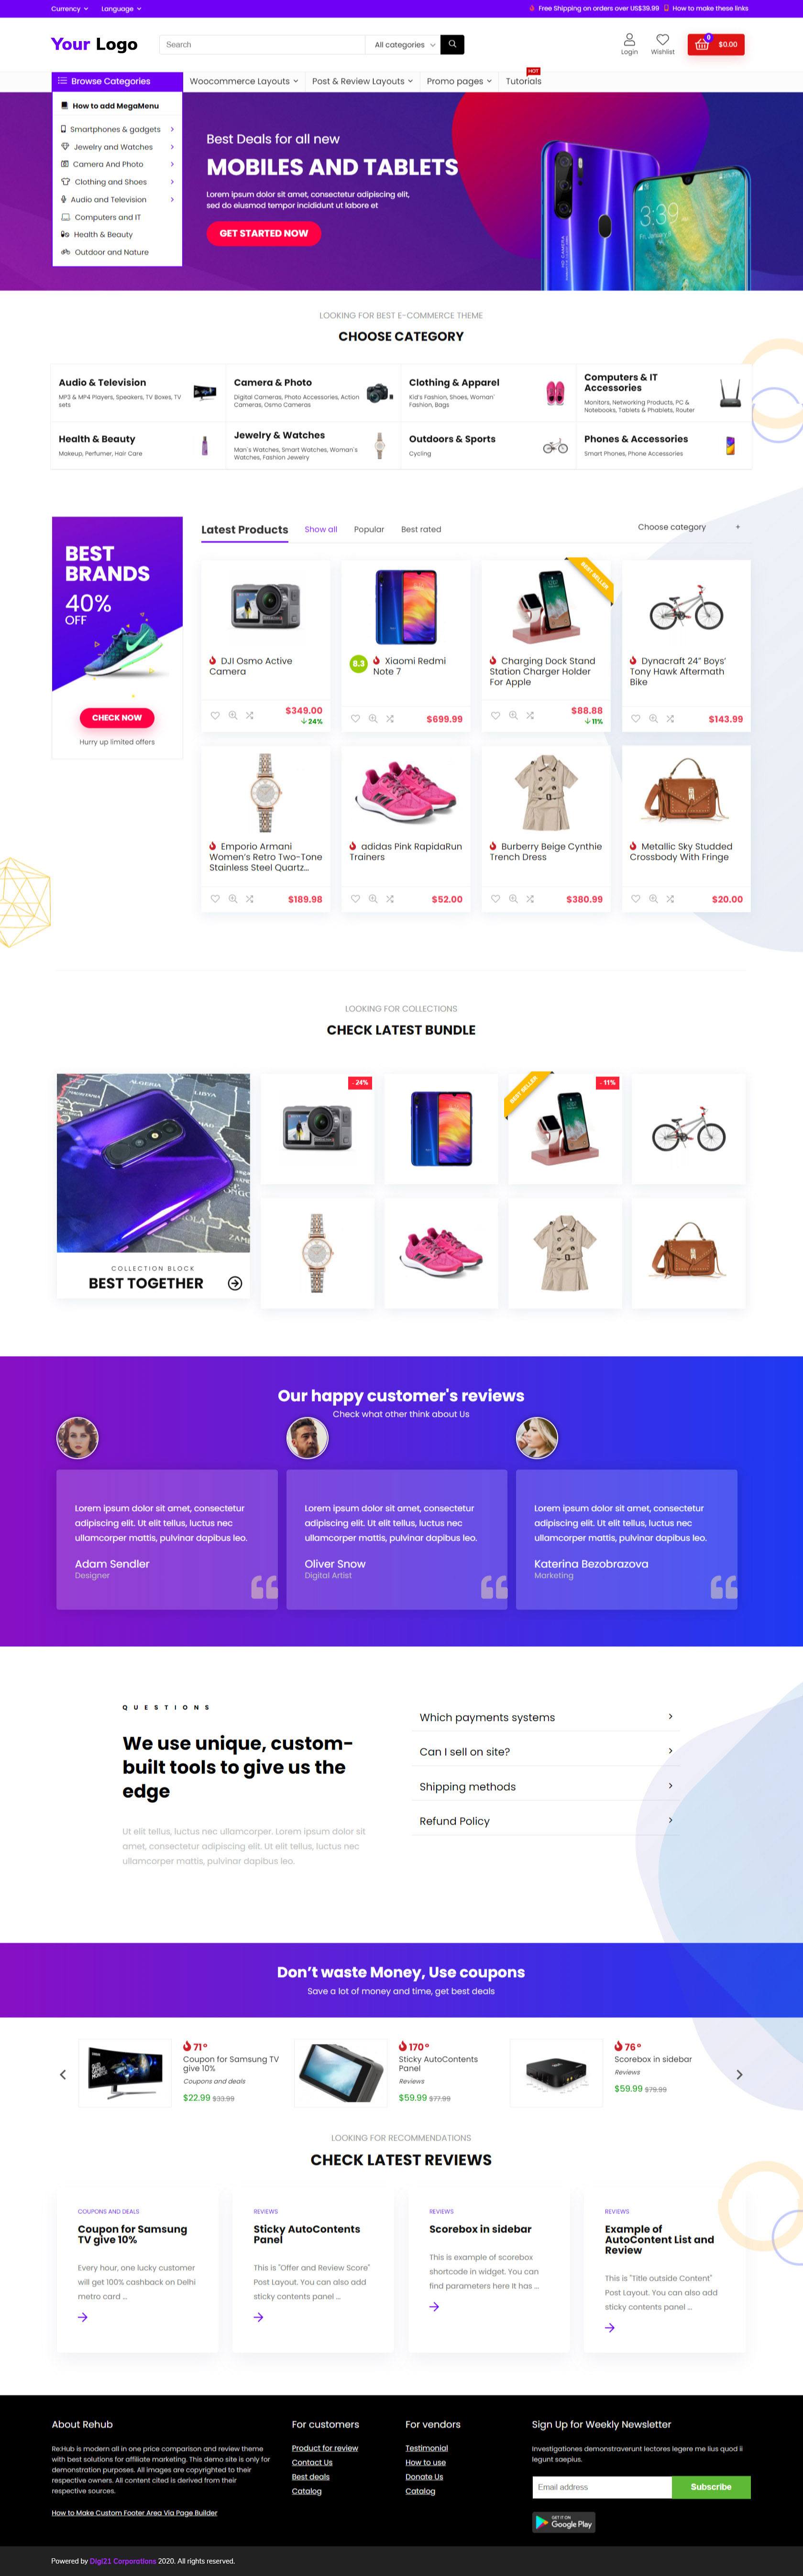 Currency Language
Free Shipping on orders over US$39.99 How to make these links
Your Logo
Search
All categories
Login
Wishlist
0
$0.00
Browse Categories
Woocommerce Layouts
Post & Review Layouts
Promo pages
Tutorials
HOT
How to add MegaMenu
Smartphones & gadgets
Jewelry and Watches
Camera And Photo
Clothing and Shoes
Audio and Television
Computers and IT
Health & Beauty
Outdoor and Nature
Best Deals for all new
MOBILES AND TABLETS
Lorem ipsum dolor sit amet, consectetur adipiscing elit,
sed do eiusmod tempor incididunt ut labore et
GET STARTED NOW
3:39
LOOKING FOR BEST E-COMMERCE THEME
CHOOSE CATEGORY
Audio & Television
MP3 & MP4 Players, Speakers, TV Boxes, TV
sets
Camera & Photo
Digital Cameras, Photo Accessories, Action
Cameras, Osmo Cameras
Clothing & Apparel
Kid's Fashion, Shoes, Woman'
Fashion, Bags
Computers & IT
Accessories
Monitors, Networking Products, PC &
Notebooks, Tablets & Phablets, Router
Health & Beauty
Makeup, Perfumer, Hair Care
Jewelry & Watches
Man's Watches, Smart Watches, Woman's
Watches, Fashion Jewelry
Outdoors & Sports
Cycling
Phones & Accessories
Smart Phones, Phone Accessories
BEST
BRANDS
40%
OFF
CHECK NOW
Hurry up limited offers
Latest Products
Show all
Popular
Best rated
Choose category +
DJI Osmo Active
Camera
$349.00
24%
8.3
Xiaomi Redmi
Note 7
$699.99
BEST SELLER
Charging Dock Stand
Station Charger Holder
For Apple
$88.88
11%
Dynacraft 24" Boys'
Tony Hawk Aftermath
Bike
$143.99
Emporio Armani
Women's Retro Two-Tone
Stainless Steel Quartz...
$189.98
adidas Pink RapidaRun
Trainers
$52.00
Burberry Beige Cynthie
Trench Dress
$380.99
Metallic Sky Studded
Crossbody With Fringe
$20.00
LOOKING FOR COLLECTIONS
CHECK LATEST BUNDLE
ALGERIA
LIBYA
COLLECTION BLOCK
BEST TOGETHER
- 24%
BEST SELLER
- 11%
Our happy customer's reviews
Check what other think about Us
Lorem ipsum dolor sit amet, consectetur
adipiscing elit. Ut elit tellus, luctus nec
ullamcorper mattis, pulvinar dapibus leo.
Adam Sendler
Designer
Lorem ipsum dolor sit amet, consectetur
adipiscing elit. Ut elit tellus, luctus nec
ullamcorper mattis, pulvinar dapibus leo.
Oliver Snow
Digital Artist
Lorem ipsum dolor sit amet, consectetur
adipiscing elit. Ut elit tellus, luctus nec
ullamcorper mattis, pulvinar dapibus leo.
Katerina Bezobrazova
Marketing
QUESTIONS
We use unique, custom-
built tools to give us the
edge
Ut elit tellus, luctus nec ullamcorper. Lorem ipsum dolor sit
amet, consectetur adipiscing elit. Ut elit tellus, luctus nec
ullamcorper mattis, pulvinar dapibus leo.
Which payments systems
Can I sell on site?
Shipping methods
Refund Policy
Don't waste Money, Use coupons
Save a lot of money and time, get best deals
71°
Coupon for Samsung TV
give 10%
Coupons and deals
$22.99 $33.99
170°
Sticky AutoContents
Panel
Reviews
$59.99 $77.99
76°
Scorebox in sidebar
Reviews
$59.99 $79.99
LOOKING FOR RECOMMENDATIONS
CHECK LATEST REVIEWS
COUPONS AND DEALS
Coupon for Samsung
TV give 10%
Every hour, one lucky customer
will get 100% cashback on Delhi
metro card ...
REVIEWS
Sticky AutoContents
Panel
This is "Offer and Review Score"
Post Layout. You can also add
sticky contents panel ...
REVIEWS
Scorebox in sidebar
This is example of scorebox
shortcode in widget. You can
find parameters here It has ...
REVIEWS
Example of
AutoContent List and
Review
This is "Title outside Content"
Post Layout. You can also add
sticky contents panel ...
About Rehub
Re:Hub is modern all in one price comparison and review theme
with best solutions for affiliate marketing. This demo site is only for
demonstration purposes. All images are copyrighted to their
respective owners. All content cited is derived from their
respective sources.
How to Make Custom Footer Area Via Page Builder
For customers
Product for review
Contact Us
Best deals
Catalog
For vendors
Testimonial
How to use
Donate Us
Catalog
Sign Up for Weekly Newsletter
Investigationes demonstraverunt lectores legere me lius quod ii
legunt saepius.
Email address
Subscribe
GET IT ON
Google Play
Powered by Digi21 Corporations 2020. All rights reserved.